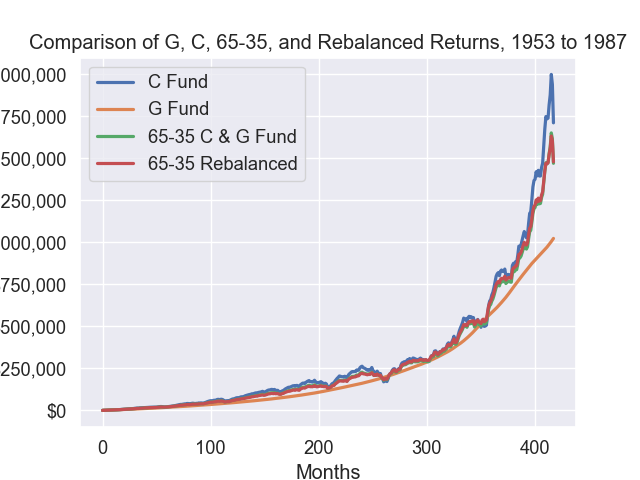 Comparison of G, C, 65-35, and Rebalanced Returns, 1953 to 1987
C Fund
G Fund
65-35 C & G Fund
65-35 Rebalanced
000,000
750,000
500,000
250,000
000,000
750,000
500,000
250,000
$0
0 100 200 300 400
Months